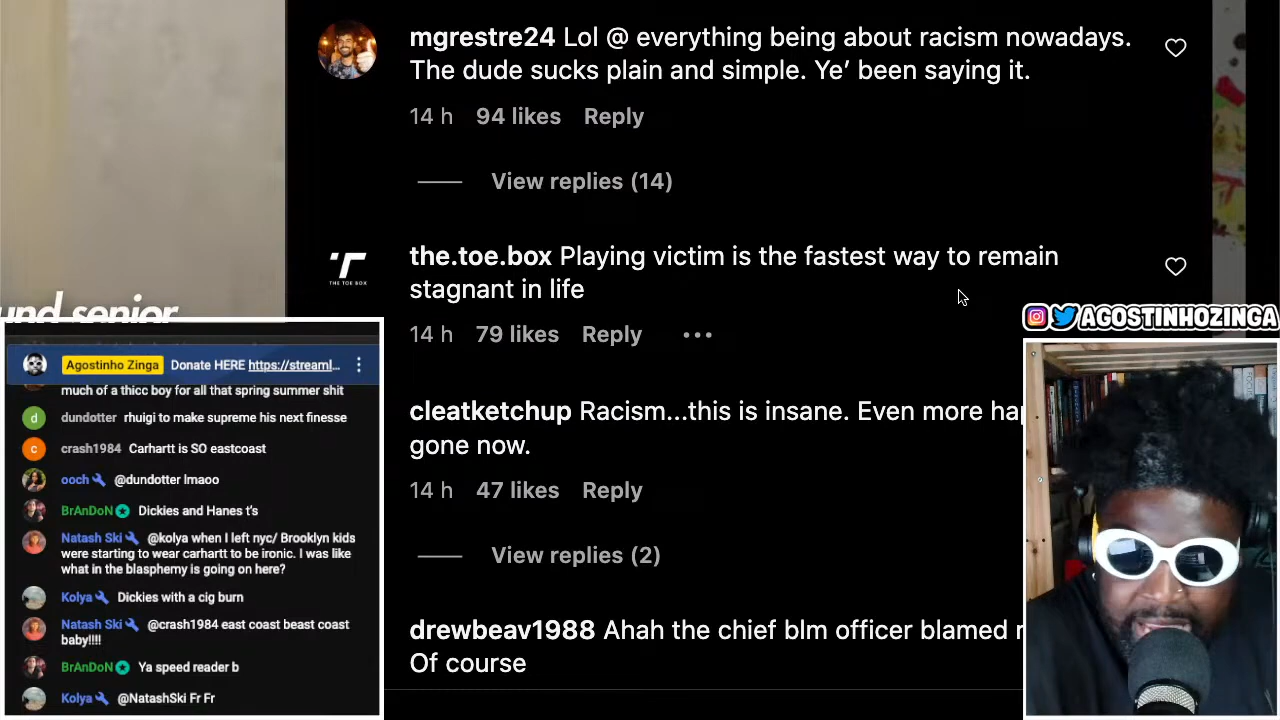 mgrestre24 Lol @ everything being about racism nowadays.
The dude sucks plain and simple. Ye’ been saying it.
14 h 94 likes Reply
View replies (14)
the.toe.box Playing victim is the fastest way to remain
stagnant in life
14 h 79 likes Reply
THE TOE BOX
cleatketchup Racism...this is insane. Even more
gone now.
14 h 47 likes Reply
View replies (2)
drewbeav1988 Ahah the chief blm officer blamed
Of course
senior
Agostinho Zinga Donate HERE https://streaml...
much of a thicc boy for all that spring summer shit
d dundotter rhuigi to make supreme his next finesse
c crash1984 Carhartt is SO eastcoast
ooch @dundotter lmaoo
BrAnDoN Dickies and Hanes t's
Natash Ski @kolya when I left nyc/ Brooklyn kids
were starting to wear carhartt to be ironic. I was like
what in the blasphemy is going on here?
Kolya Dickies with a cig burn
Natash Ski @crash1984 east coast beast coast
baby!!!!
BrAnDoN Ya speed reader b
Kolya @NatashSki Fr Fr
AGOSTINHOZINGA